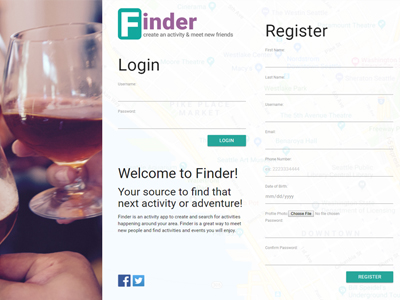 Finder
create an activity & meet new friends
Login
Username:
Password:
LOGIN
Welcome to Finder!
Your source to find that
next activity or adventure!
Finder is an activity app to create and search for activities
happening around your area. Finder is a great way to meet
new people and find activities and events you will enjoy.
Register
First Name:
Last Name:
Username:
Email:
Phone Number:
Date of Birth:
mm/dd/yyyy
Profile Photo: Choose File No file chosen
Password:
Confirm Password:
REGISTER
PIKE PLACE
MARKET
DOWNTOWN